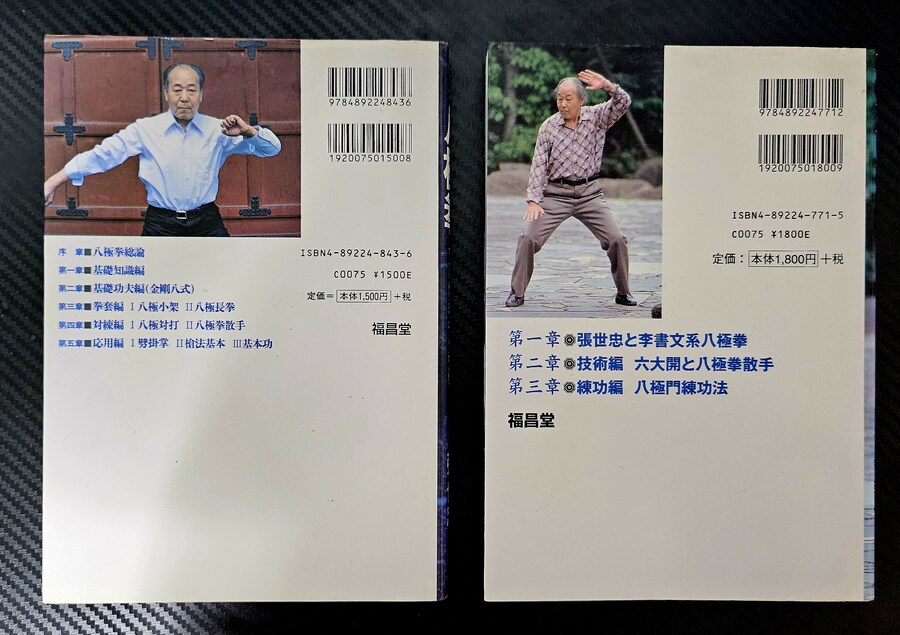 9784892248436
1920075015008
ISBN4-89224-843-6
C0075 ¥1500E
定価=本体1,500円+税
福昌堂
序 章■八極拳総論
第一章■基礎知識編
第二章■基礎功夫編(金剛八式)
第三章■拳套編 Ⅰ八極小架 Ⅱ八極長拳
第四章■対練編 Ⅰ八極対打 Ⅱ八極拳散手
第五章■応用編 Ⅰ劈掛掌 Ⅱ槍法基本 Ⅲ基本功
9784892247712
1920075018009
ISBN4-89224-771-5
C0075 ¥1800E
定価：本体1,800円+税
第一章◎張世忠と李書文系八極拳
第二章◎技術編 六大開と八極拳散手
第三章◎練功編 八極門練功法
福昌堂